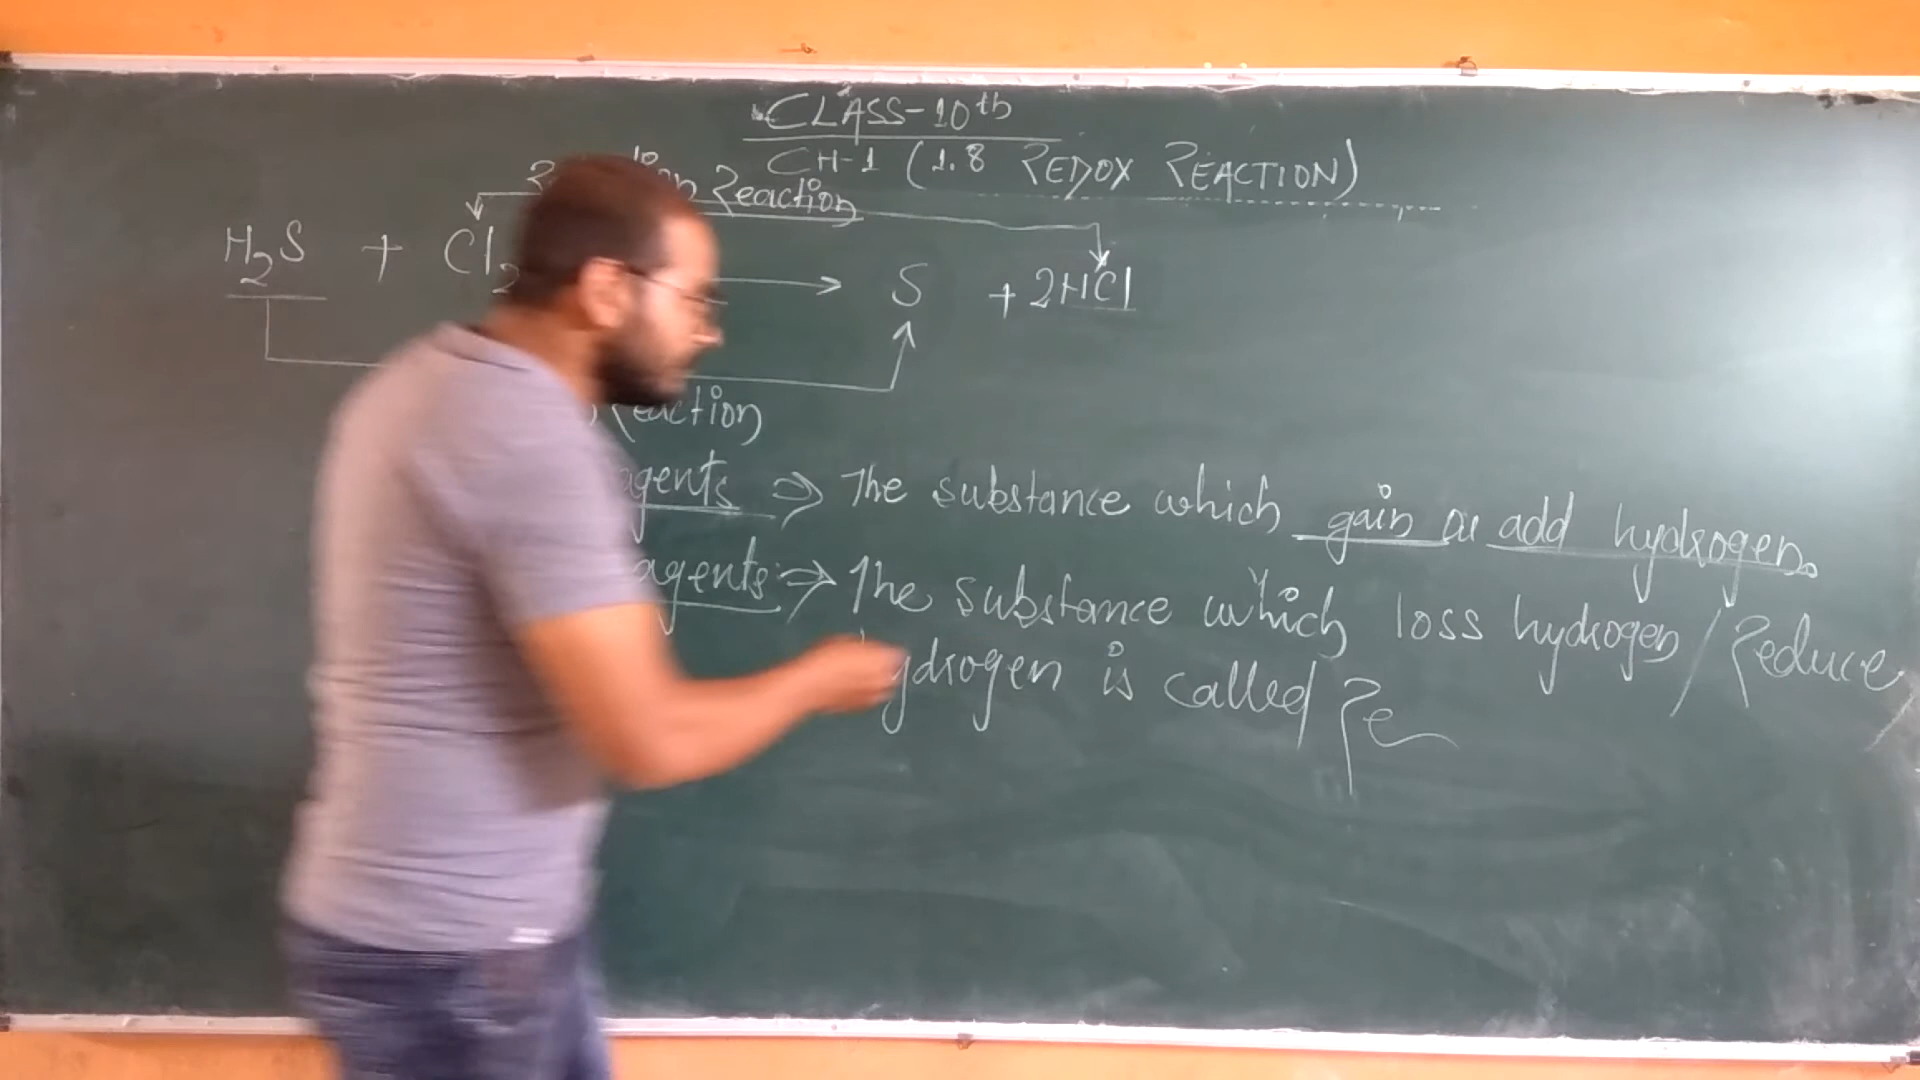 CLASS-10th
CH-1 (1.8 REDOX REACTION)
Reaction
H2S + Cl2 → S + 2HCl
Reaction
agents ⇒ The substance which gain or add hydrogen.
agents ⇒ The substance which loss hydrogen / Reduce
hydrogen is called Re